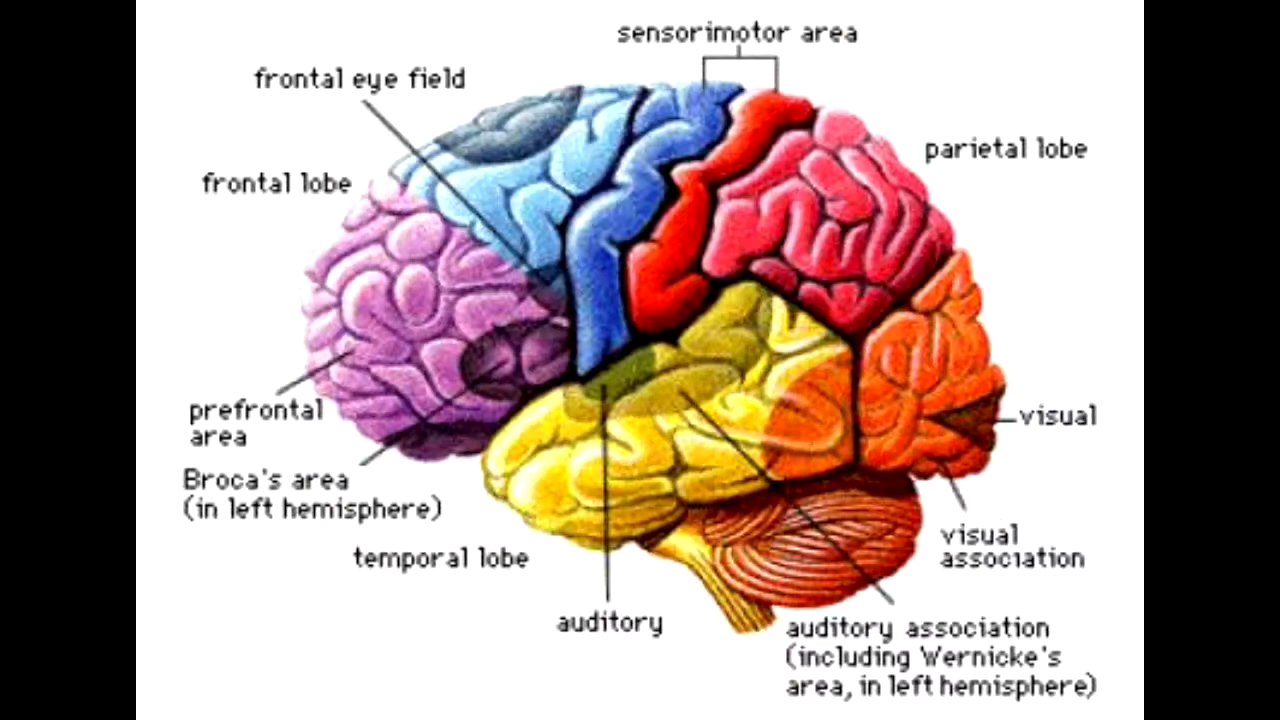 sensorimotor area
frontal eye field
parietal lobe
frontal lobe
prefrontal
area
visual
Broca's area
(in left hemisphere)
visual
association
temporal lobe
auditory
auditory association
(including Wernicke's
area, in left hemisphere)